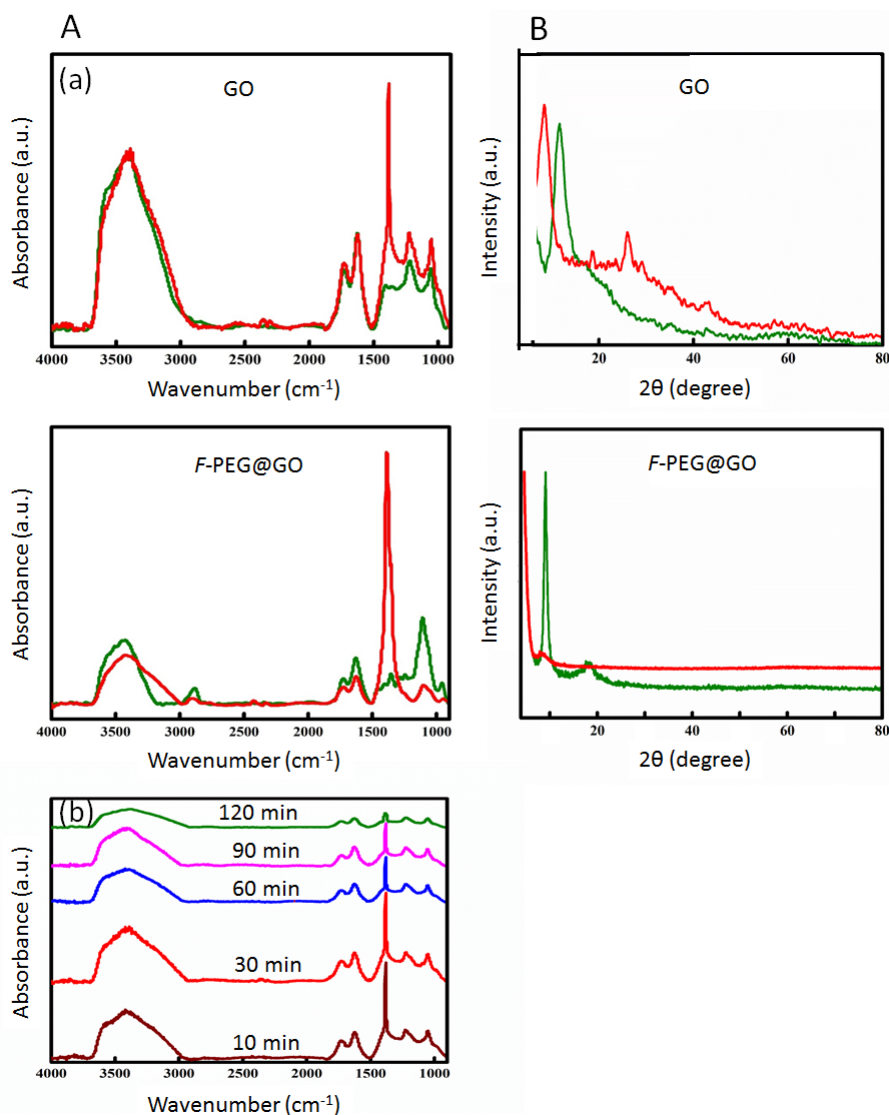 A
B
(a)
GO
Absorbance (a.u.)
4000 3500 3000 2500 2000 1500 1000
Wavenumber (cm-1)
GO
Intensity (a.u.)
20 40 60 80
2θ (degree)
F-PEG@GO
Absorbance (a.u.)
4000 3500 3000 2500 2000 1500 1000
Wavenumber (cm-1)
F-PEG@GO
Intensity (a.u.)
20 40 60 80
2θ (degree)
(b)
120 min
90 min
60 min
30 min
10 min
Absorbance (a.u.)
4000 3500 3000 2500 2000 1500 1000
Wavenumber (cm-1)